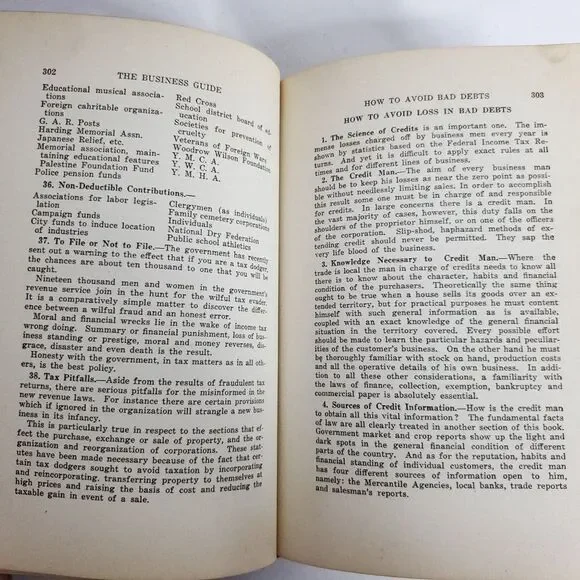 302
THE BUSINESS GUIDE
Educational musical associa-
tions
Foreign cahritable organiza-
tions
G. A. R. Posts
Harding Memorial Assn.
Japanese Relief, etc.
Memorial association, main-
taining educational features
Palestine Foundation Fund
Police pension funds
Red Cross
School district board of ed-
ucation
Societies for prevention of
cruelty
Veterans of Foreign Wars
Woodrow Wilson Foundation
Y. M. C. A.
Y. W. C. A.
Y. M. H. A.
36. Non-Deductible Contributions.—
Associations for labor legis-
lation
Campaign funds
City funds to induce location
of industries
Clergymen (as individuals)
Family cemetery corporations
Individuals
National Dry Federation
Public school athletics
37. To File or Not to File.—The government has recently
sent out a warning to the effect that if you are a tax dodger,
the chances are about ten thousand to one that you will be
caught.
Nineteen thousand men and women in the government's
revenue service join in the hunt for the wilful tax evader.
It is a comparatively simple matter to discover the differ-
ence between a wilful fraud and an honest error.
Moral and financial wrecks lie in the wake of income tax
wrong doing. Summary or financial punishment, loss of bus-
iness standing or prestige, moral and money reverses, dis-
grace, disaster and even death is the result.
Honesty with the government, in tax matters as in all oth-
ers, is the best policy.
38. Tax Pitfalls.—Aside from the results of fraudulent tax
returns, there are serious pitfalls for the misinformed in the
new revenue laws. For instance there are certain provisions
which if ignored in the organization will strangle a new bus-
iness in its infancy.
This is particularly true in respect to the sections that ef-
fect the purchase, exchange or sale of property, and the or-
ganization and reorganization of corporations. These stat-
utes have been made necessary because of the fact that cer-
tain tax dodgers sought to avoid taxation by incorporating
and reincorporating, transferring property to themselves at
high prices and raising the basis of cost and reducing the
taxable gain in event of a sale.
HOW TO AVOID BAD DEBTS
303
HOW TO AVOID LOSS IN BAD DEBTS
1. The Science of Credits is an important one. The im-
mense losses charged off by business men every year is
shown by statistics based on the Federal Income Tax Re-
turns. And yet it is difficult to apply exact rules at all
times and for different lines of business.
2. The Credit Man.—The aim of every business man
should be to keep his losses as near the zero point as possi-
ble without needlessly limiting sales. In order to accomplish
this result some one must be in charge of and responsible
for credits. In large concerns there is a credit man. In
the vast majority of cases, however, this duty falls on the
shoulders of the proprietor himself, or on one of the officers
of the corporation. Slip-shod, haphazard methods of ex-
tending credit should never be permitted. They sap the
very life blood of the business.
3. Knowledge Necessary to Credit Man.—Where the
trade is local the man in charge of credits needs to know all
there is to know about the character, habits and financial
condition of the purchasers. Theoretically the same thing
ought to be true when a house sells its goods over an ex-
tended territory, but for practical purposes he must content
himself with such general information as is available,
coupled with an exact knowledge of the general financial
situation in the territory covered. Every possible effort
should be made to learn the particular hazards and peculiar-
ities of the customer's business. On the other hand he must
be thoroughly familiar with stock on hand, production costs
and all the operative details of his own business. In addi-
tion to all these other considerations, a familiarity with
the laws of finance, collection, exemption, bankruptcy and
commercial paper is absolutely essential.
4. Sources of Credit Information.—How is the credit man
to obtain all this vital information? The fundamental facts
of law are all clearly treated in another section of this book.
Government market and crop reports show up the light and
dark spots in the general financial condition of different
parts of the country. And as for the reputation, habits and
financial standing of individual customers, the credit man
has four different sources of information open to him,
namely: the Mercantile Agencies, local banks, trade reports
and salesman's reports.